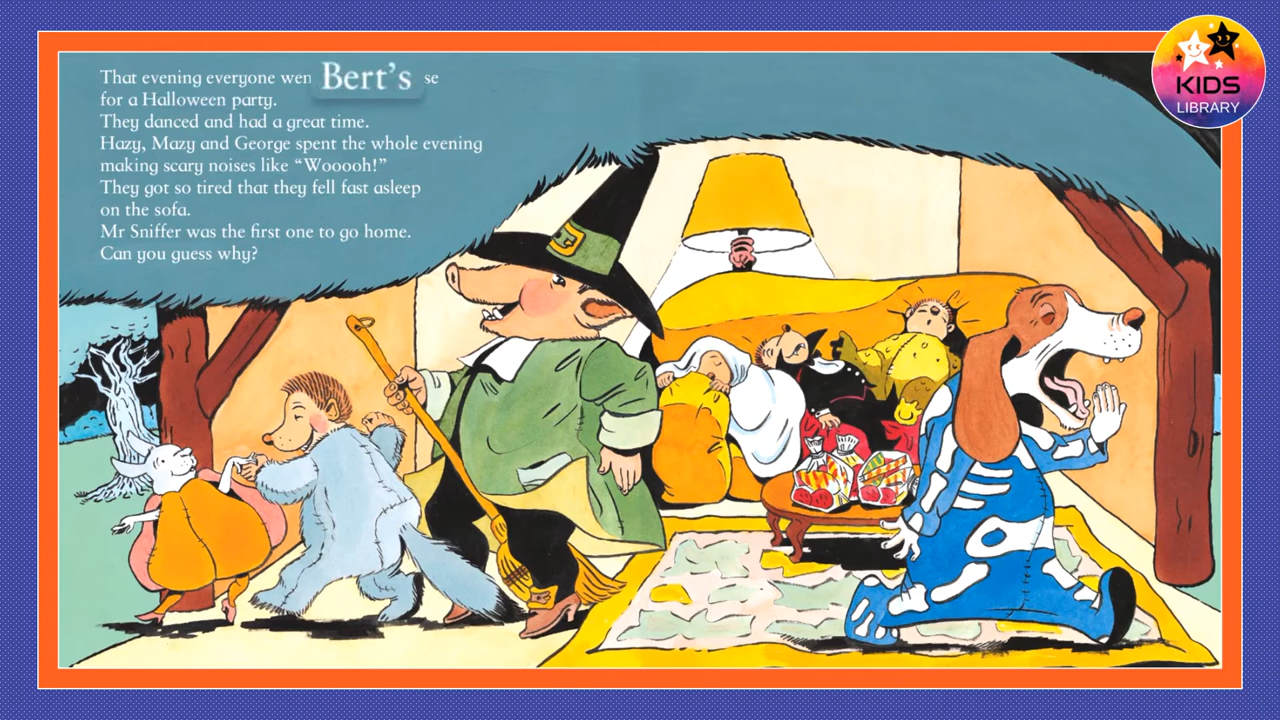 That evening everyone wen Bert's se
for a Halloween party.
They danced and had a great time.
Hazy, Mazy and George spent the whole evening
making scary noises like “Wooooh!”
They got so tired that they fell fast asleep
on the sofa.
Mr Sniffer was the first one to go home.
Can you guess why?
KIDS
LIBRARY